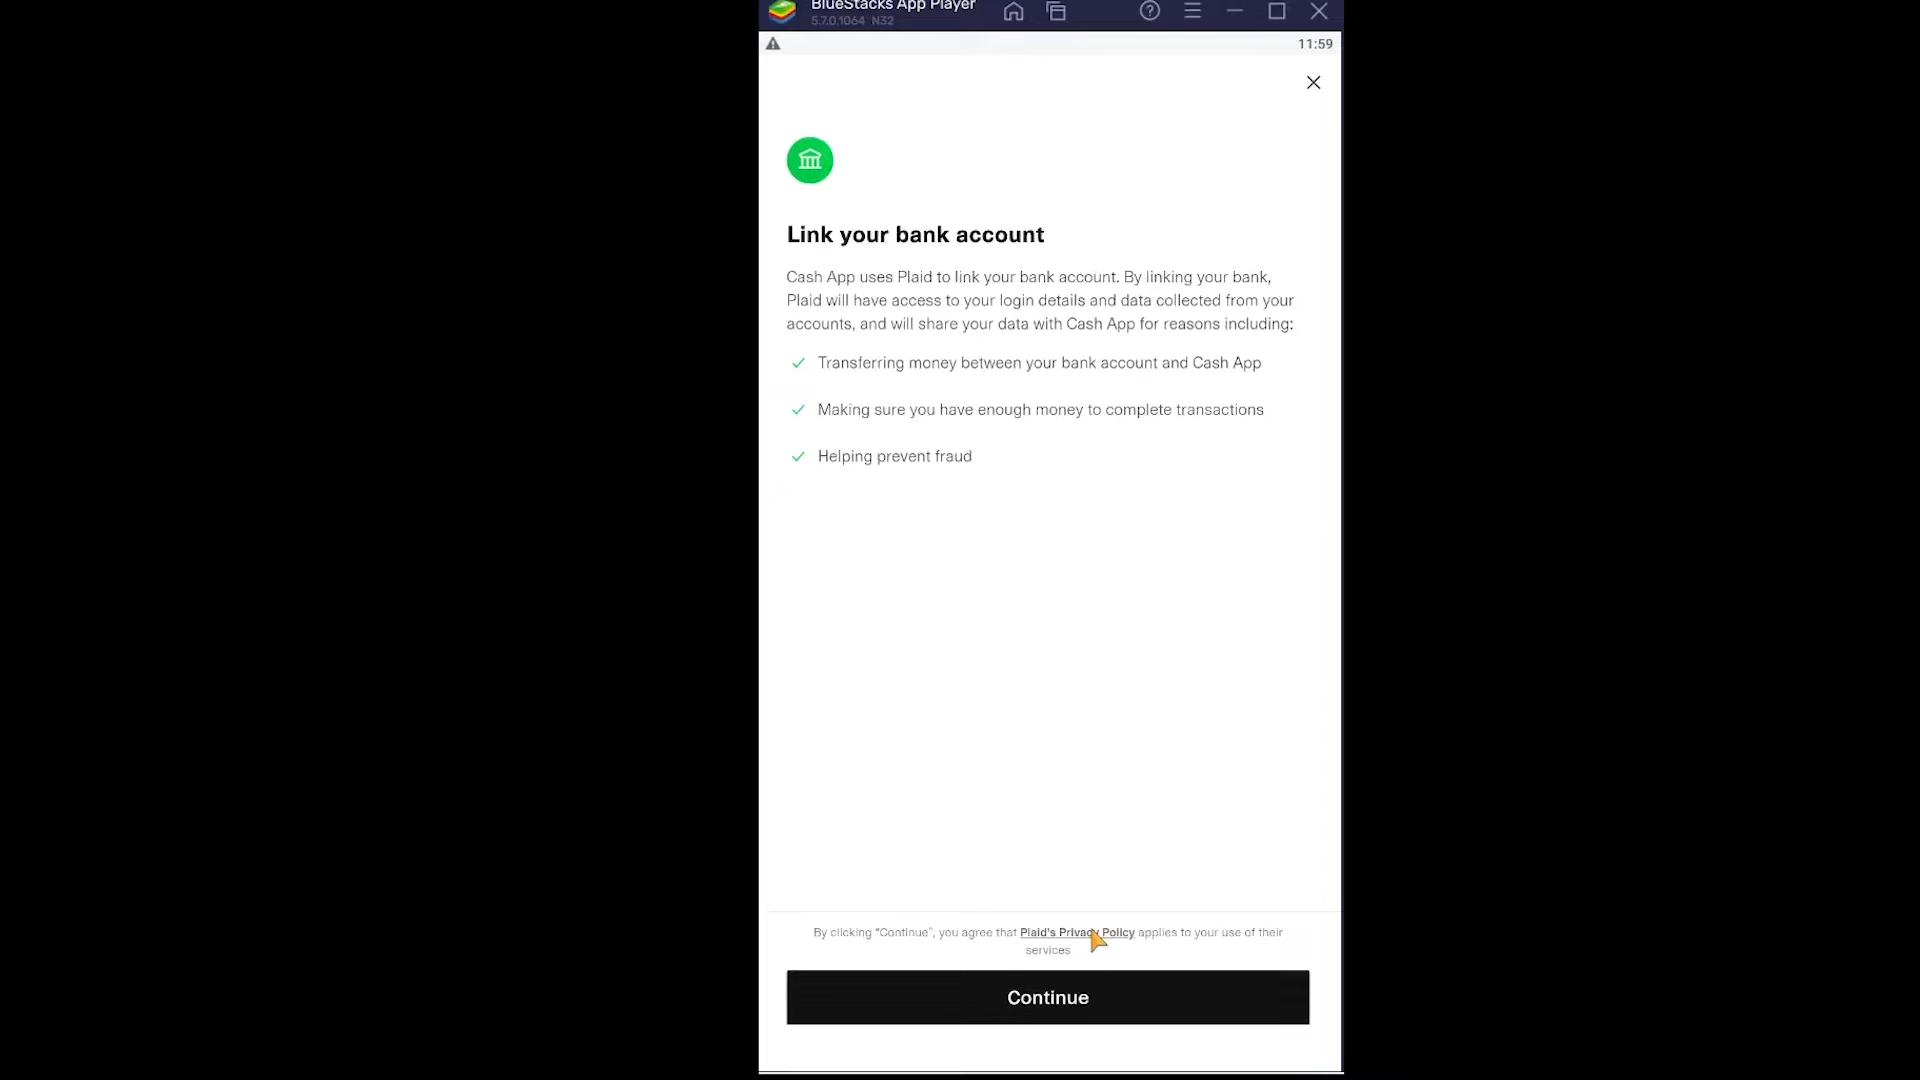 BlueStacks App Player
5.7.0.1064 N32
11:59
Link your bank account
Cash App uses Plaid to link your bank account. By linking your bank,
Plaid will have access to your login details and data collected from your
accounts, and will share your data with Cash App for reasons including:
Transferring money between your bank account and Cash App
Making sure you have enough money to complete transactions
Helping prevent fraud
By clicking “Continue”, you agree that Plaid's Privacy Policy applies to your use of their
services
Continue